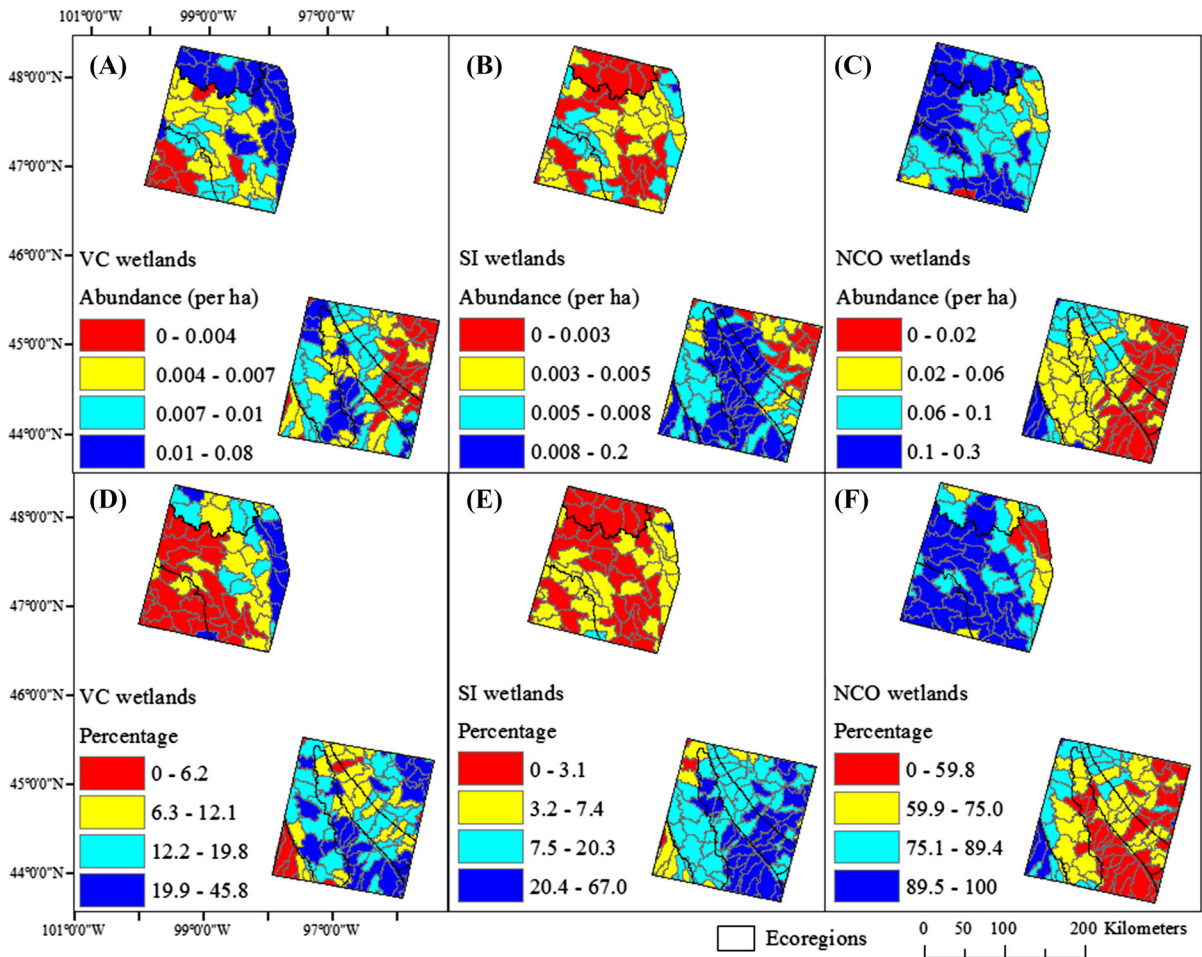 101°0'0"W 99°0'0"W 97°0'0"W
48°0'0"N
47°0'0"N
46°0'0"N
45°0'0"N
44°0'0"N
(A)
VC wetlands
Abundance (per ha)
0 - 0.004
0.004 - 0.007
0.007 - 0.01
0.01 - 0.08
(B)
SI wetlands
Abundance (per ha)
0 - 0.003
0.003 - 0.005
0.005 - 0.008
0.008 - 0.2
(C)
NCO wetlands
Abundance (per ha)
0 - 0.02
0.02 - 0.06
0.06 - 0.1
0.1 - 0.3
48°0'0"N
47°0'0"N
46°0'0"N
45°0'0"N
44°0'0"N
(D)
VC wetlands
Percentage
0 - 6.2
6.3 - 12.1
12.2 - 19.8
19.9 - 45.8
(E)
SI wetlands
Percentage
0 - 3.1
3.2 - 7.4
7.5 - 20.3
20.4 - 67.0
(F)
NCO wetlands
Percentage
0 - 59.8
59.9 - 75.0
75.1 - 89.4
89.5 - 100
101°0'0"W 99°0'0"W 97°0'0"W
Ecoregions
0 50 100 200 Kilometers